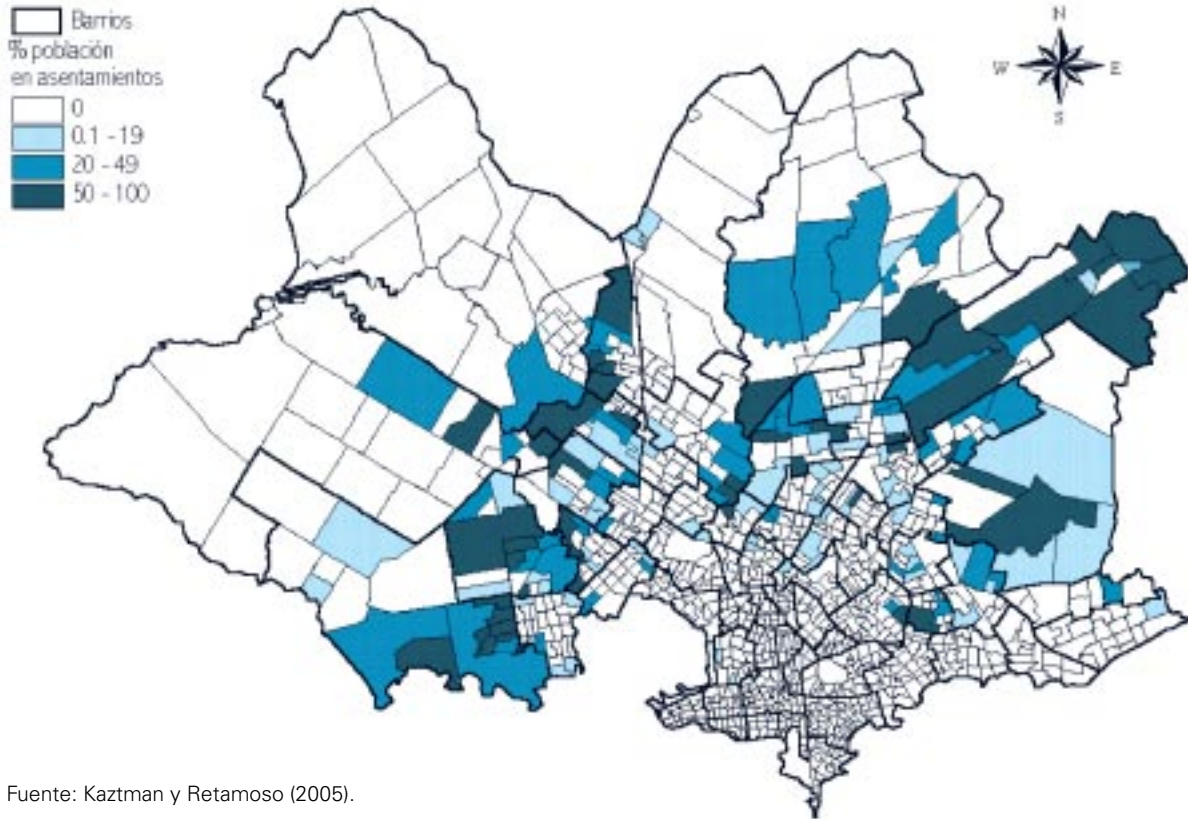 Barrios
% población
en asentamientos
0
0.1 - 19
20 - 49
50 - 100
N
W E
S
Fuente: Kaztman y Retamoso (2005).